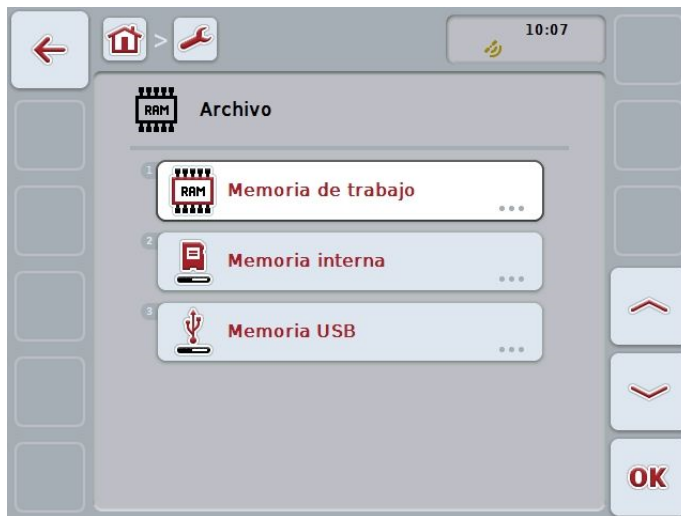 >
10:07
RAM
Archivo
1
RAM
Memoria de trabajo
...
2
Memoria interna
...
3
Memoria USB
...
OK